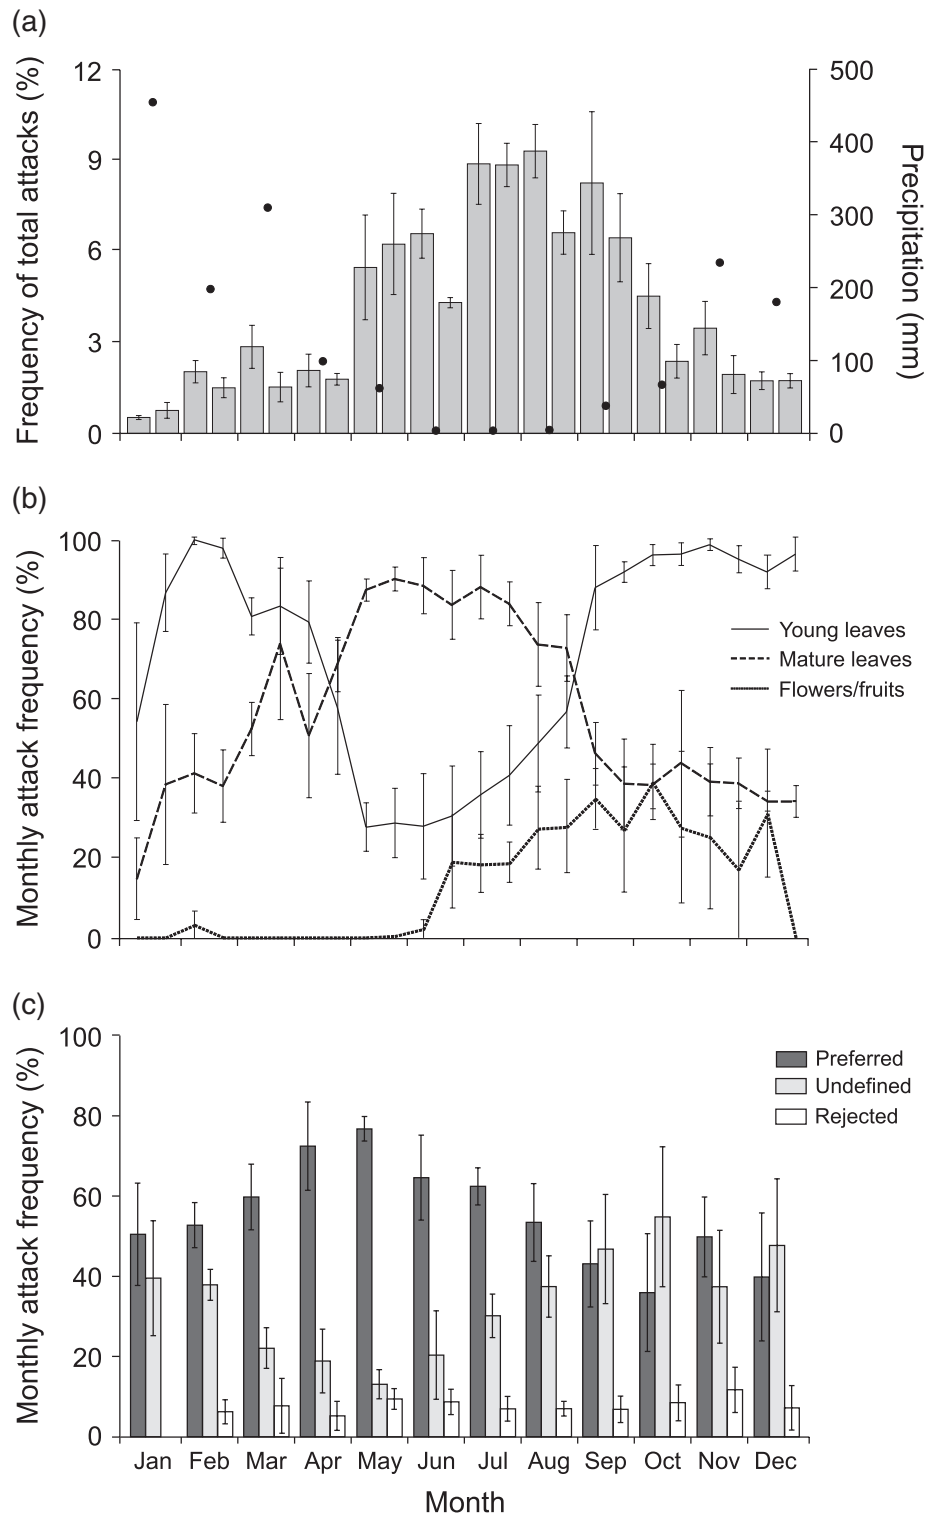 (a)
Frequency of total attacks (%)
12
9
6
3
0
500
400
300
200
100
0
Precipitation (mm)
(b)
Monthly attack frequency (%)
100
80
60
40
20
0
Young leaves
Mature leaves
Flowers/fruits
(c)
Monthly attack frequency (%)
100
80
60
40
20
0
Preferred
Undefined
Rejected
Jan Feb Mar Apr May Jun Jul Aug Sep Oct Nov Dec
Month